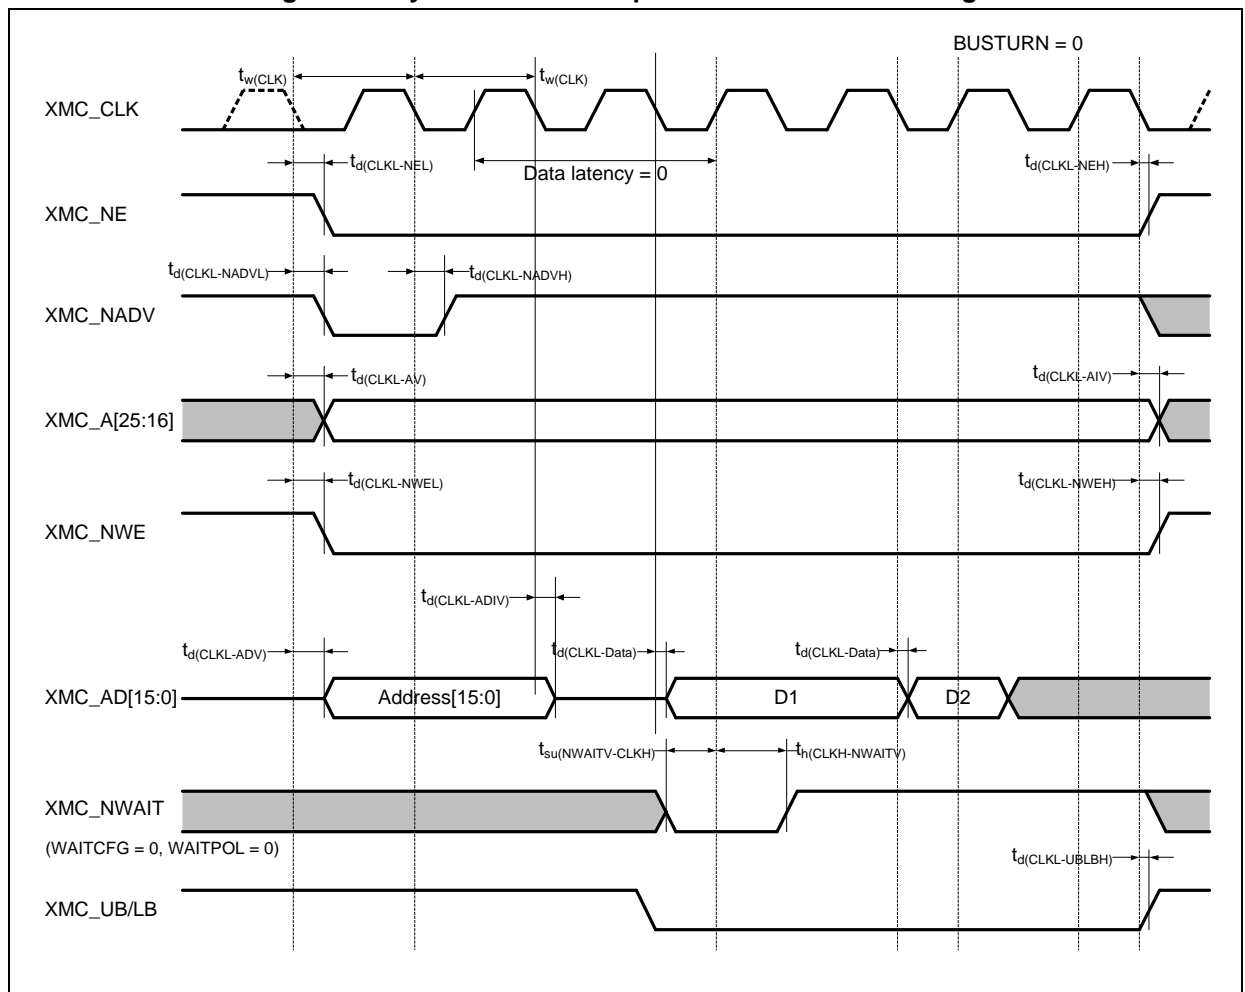 BUSTURN = 0
tw(CLK) tw(CLK)
XMC_CLK
td(CLKL-NEL) Data latency = 0 td(CLKL-NEH)
XMC_NE
td(CLKL-NADVL) td(CLKL-NADVH)
XMC_NADV
td(CLKL-AV) td(CLKL-AIV)
XMC_A[25:16]
td(CLKL-NWEL) td(CLKL-NWEH)
XMC_NWE
td(CLKL-ADIV)
td(CLKL-ADV) td(CLKL-Data) td(CLKL-Data)
XMC_AD[15:0] Address[15:0] D1 D2
tsu(NWAITV-CLKH) th(CLKH-NWAITV)
XMC_NWAIT
(WAITCFG = 0, WAITPOL = 0)
td(CLKL-UBLBH)
XMC_UB/LB